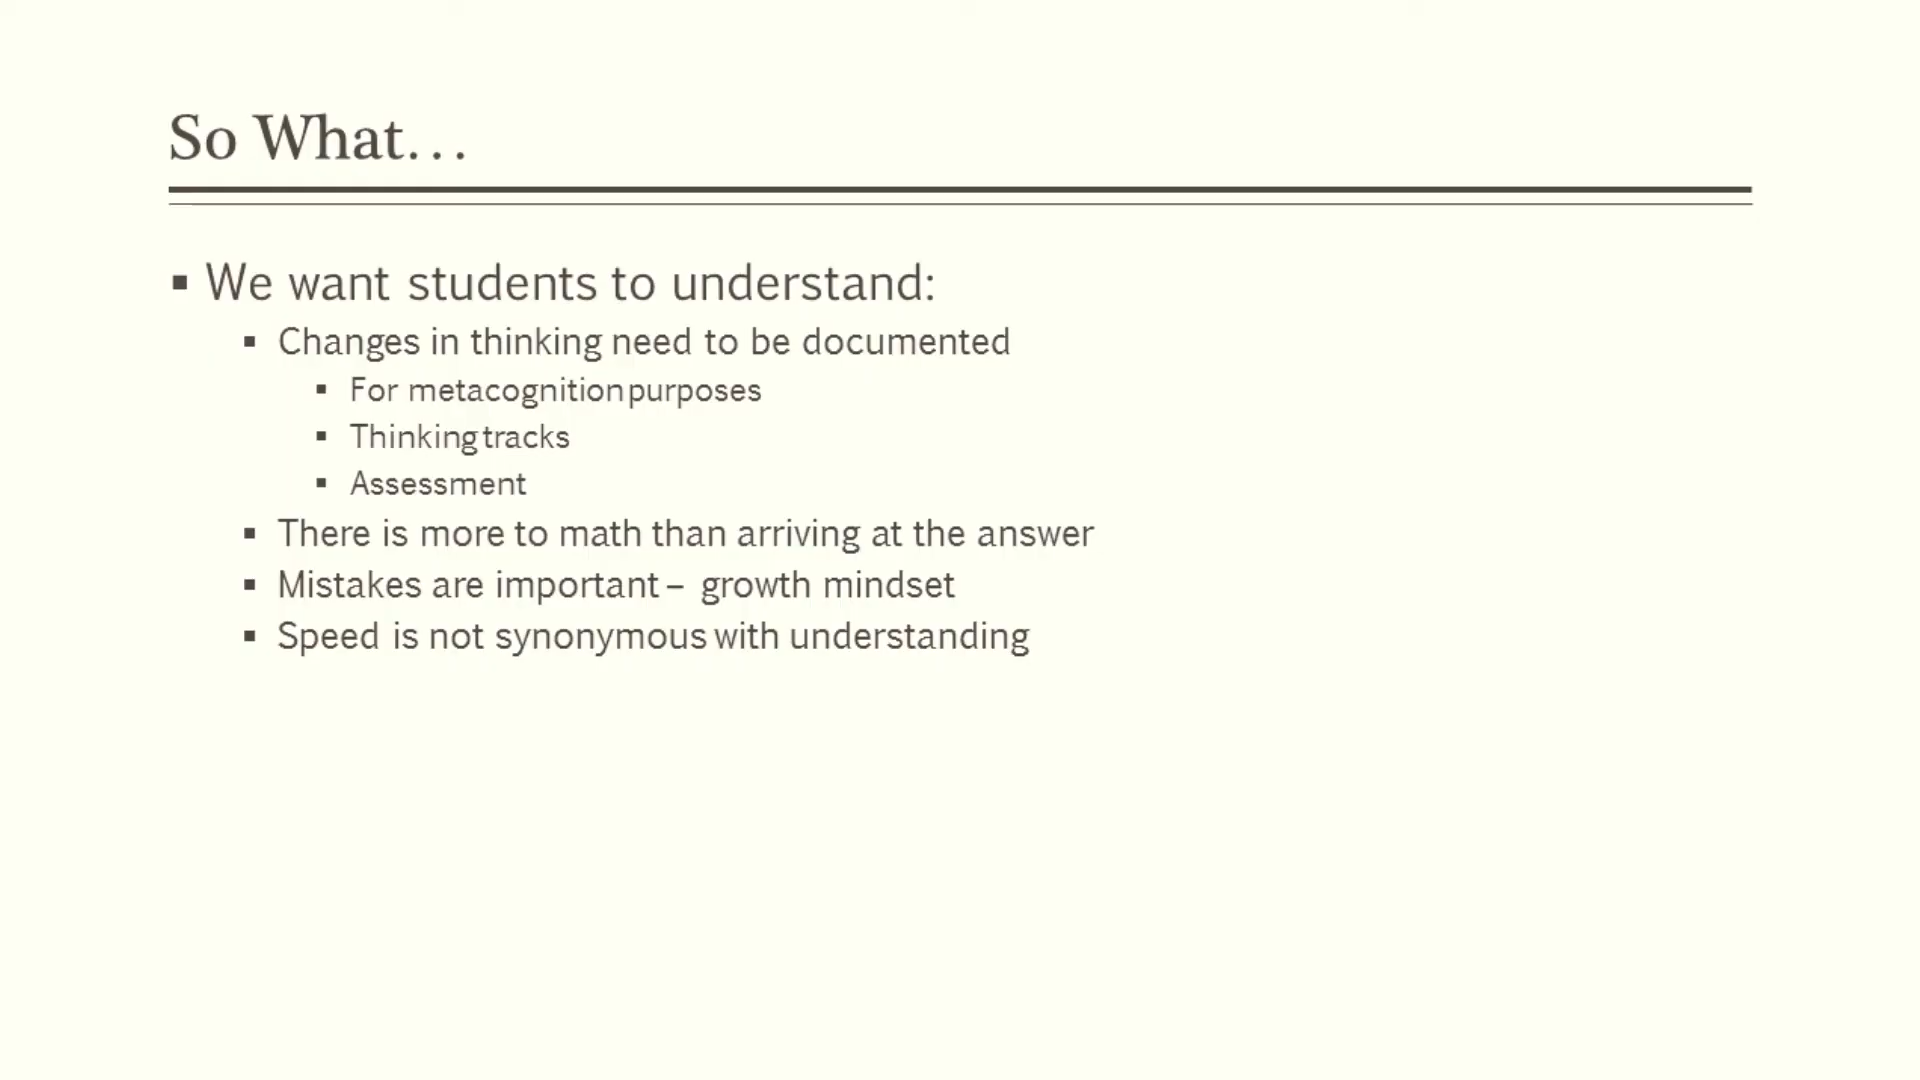 So What...
▪ We want students to understand:
▪ Changes in thinking need to be documented
▪ For metacognition purposes
▪ Thinking tracks
▪ Assessment
▪ There is more to math than arriving at the answer
▪ Mistakes are important – growth mindset
▪ Speed is not synonymous with understanding